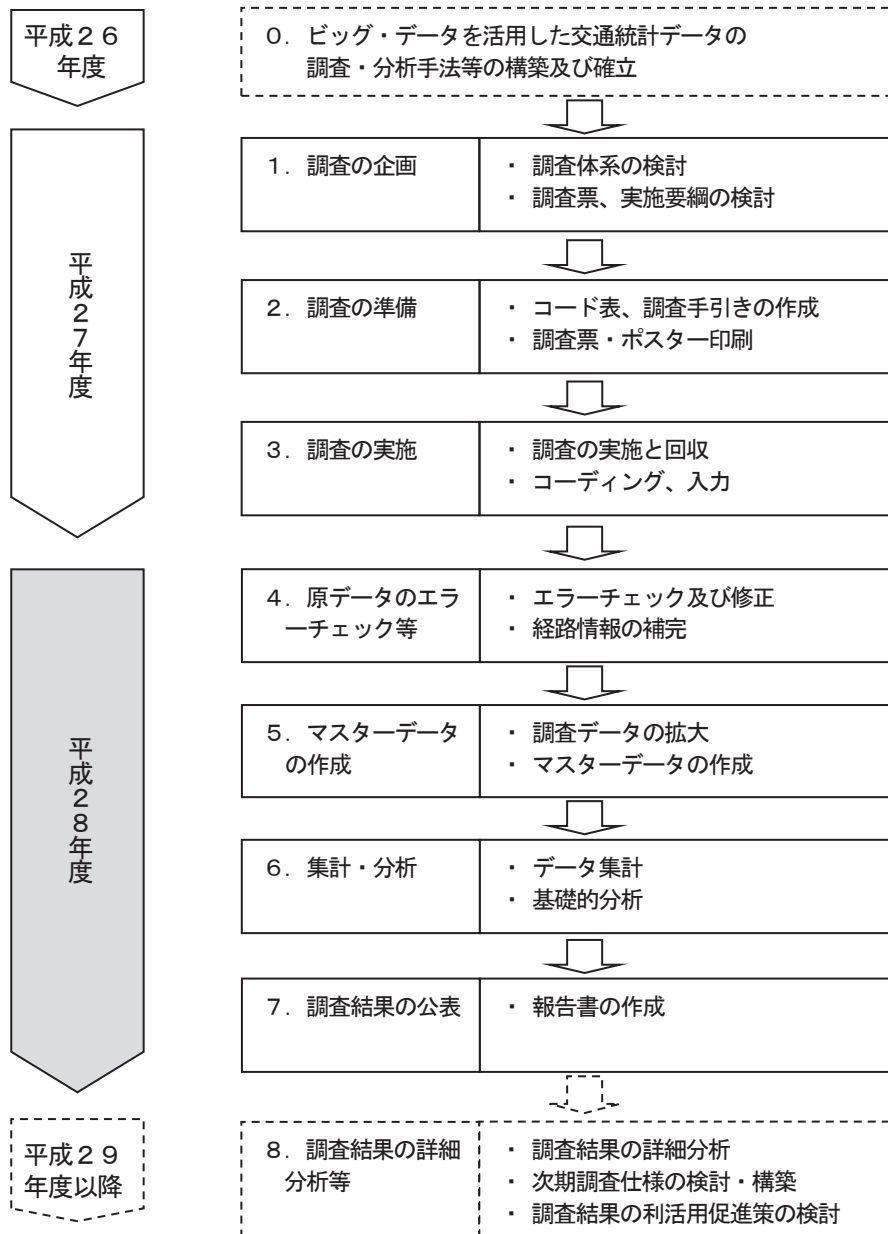 平成２６
年度
０．ビッグ・データを活用した交通統計データの
調査・分析手法等の構築及び確立
平成２７年度
１．調査の企画
・ 調査体系の検討
・ 調査票、実施要綱の検討
２．調査の準備
・ コード表、調査手引きの作成
・ 調査票・ポスター印刷
３．調査の実施
・ 調査の実施と回収
・ コーディング、入力
平成２８年度
４．原データのエラ
ーチェック等
・ エラーチェック及び修正
・ 経路情報の補完
５．マスターデータ
の作成
・ 調査データの拡大
・ マスターデータの作成
６．集計・分析
・ データ集計
・ 基礎的分析
７．調査結果の公表
・ 報告書の作成
平成２９
年度以降
８．調査結果の詳細
分析等
・ 調査結果の詳細分析
・ 次期調査仕様の検討・構築
・ 調査結果の利活用促進策の検討